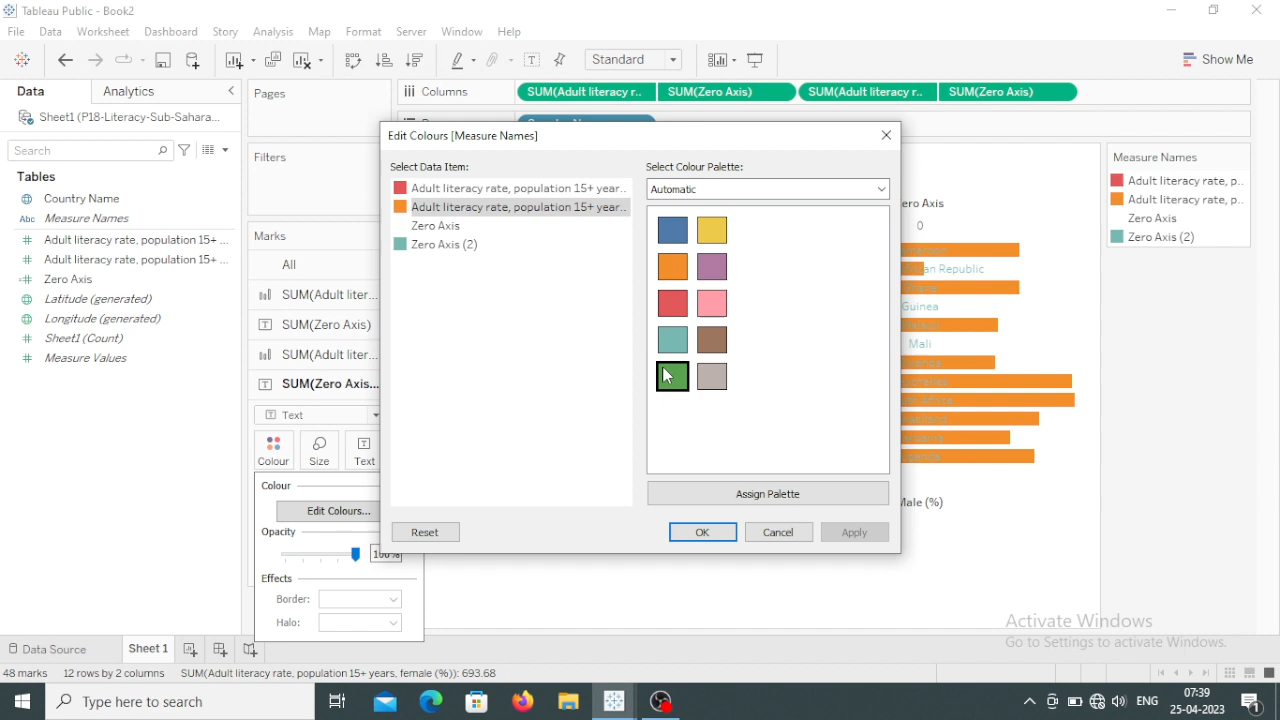 Tableau Public - Book2
File Data Worksheet Dashboard Story Analysis Map Format Server Window Help
Standard
Show Me
Data Analytics
Pages
Columns
SUM(Adult literacy r.. SUM(Zero Axis) SUM(Adult literacy r.. SUM(Zero Axis)
Sheet1 (P18-Literacy-Sub-Sahara...
Search
Filters
Tables
Country Name
Abc Measure Names
Adult literacy rate, population 15+ ...
Adult literacy rate, population 15+ ...
Zero Axis
Latitude (generated)
Longitude (generated)
Sheet1 (Count)
Measure Values
Marks
All
SUM(Adult liter...
SUM(Zero Axis)
SUM(Adult liter...
SUM(Zero Axis...
Text
Colour Size Text
Colour
Edit Colours...
Opacity
100%
Effects
Border:
Halo:
Edit Colours [Measure Names]
Select Data Item:
Adult literacy rate, population 15+ year..
Adult literacy rate, population 15+ year..
Zero Axis
Zero Axis (2)
Select Colour Palette:
Automatic
Assign Palette
Reset
OK
Cancel
Apply
ero Axis
0
an Republic
Guinea
Mali
Male (%)
Measure Names
Adult literacy rate, p..
Adult literacy rate, p..
Zero Axis
Zero Axis (2)
Activate Windows
Go to Settings to activate Windows.
Data Source Sheet 1
48 marks 12 rows by 2 columns SUM(Adult literacy rate, population 15+ years, female (%)): 693.68
Type here to search
ENG
07:39
25-04-2023
1